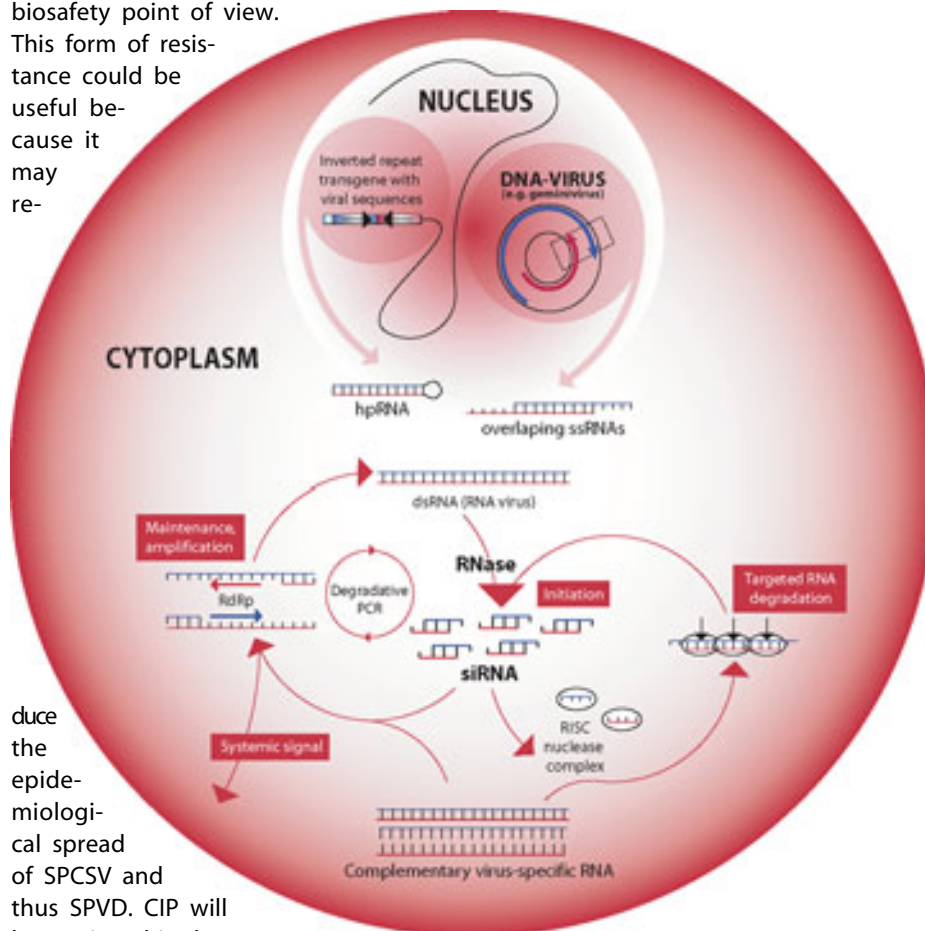 biosafety point of view.
This form of resis-
tance could be
useful be-
cause it
may
re-
duce
the
epide-
miologi-
cal spread
of SPCSV and
thus SPVD. CIP will
NUCLEUS
Inverted repeat
transgene with
viral sequences
DNA-VIRUS
(e.g. geminivirus)
CYTOPLASM
hpRNA
overlaping ssRNAs
dsRNA (RNA virus)
Maintenance,
amplification
RdRp
Degradative
PCR
RNase
Initiation
siRNA
Targeted RNA
degradation
RISC
nuclease
complex
Systemic signal
Complementary virus-specific RNA